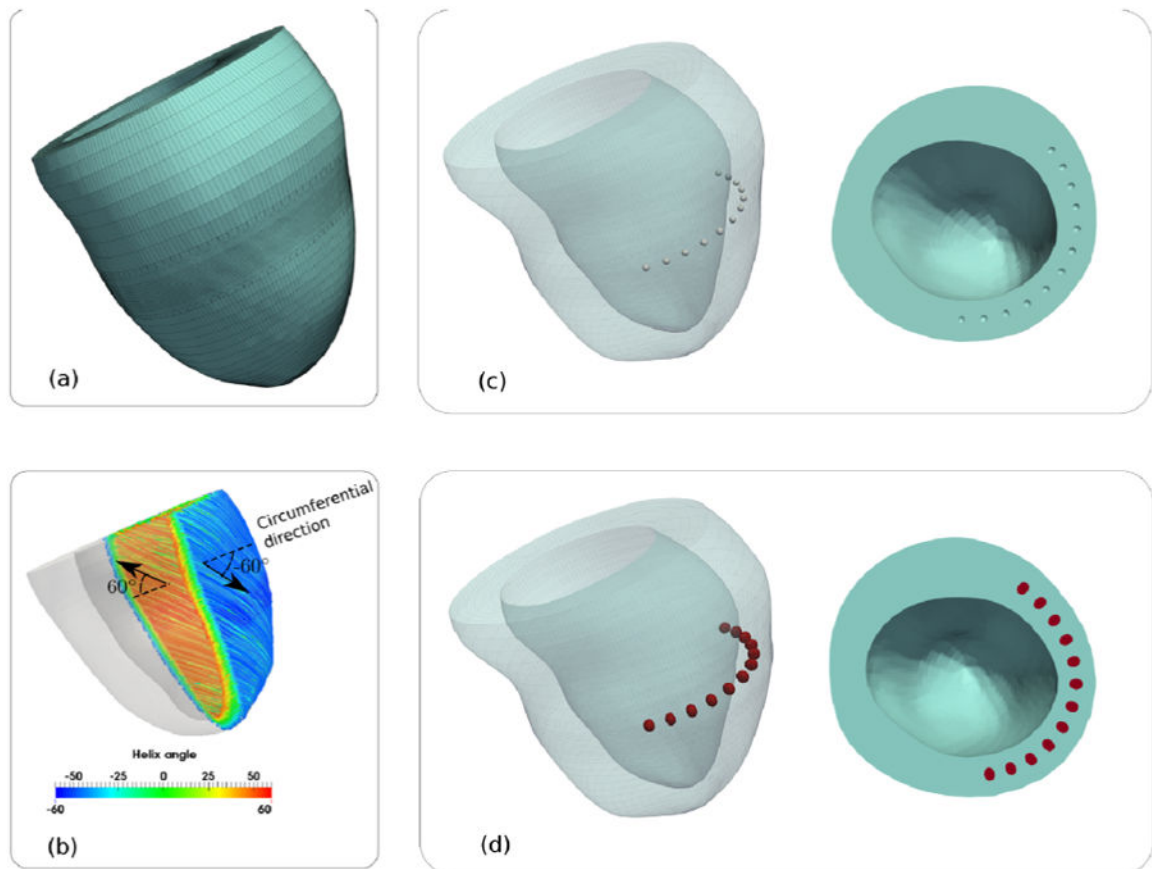 (a)
(c)
Circumferential
direction
60°
-60°
Helix angle
-50 -25 0 25 50
-60 60
(b)
(d)